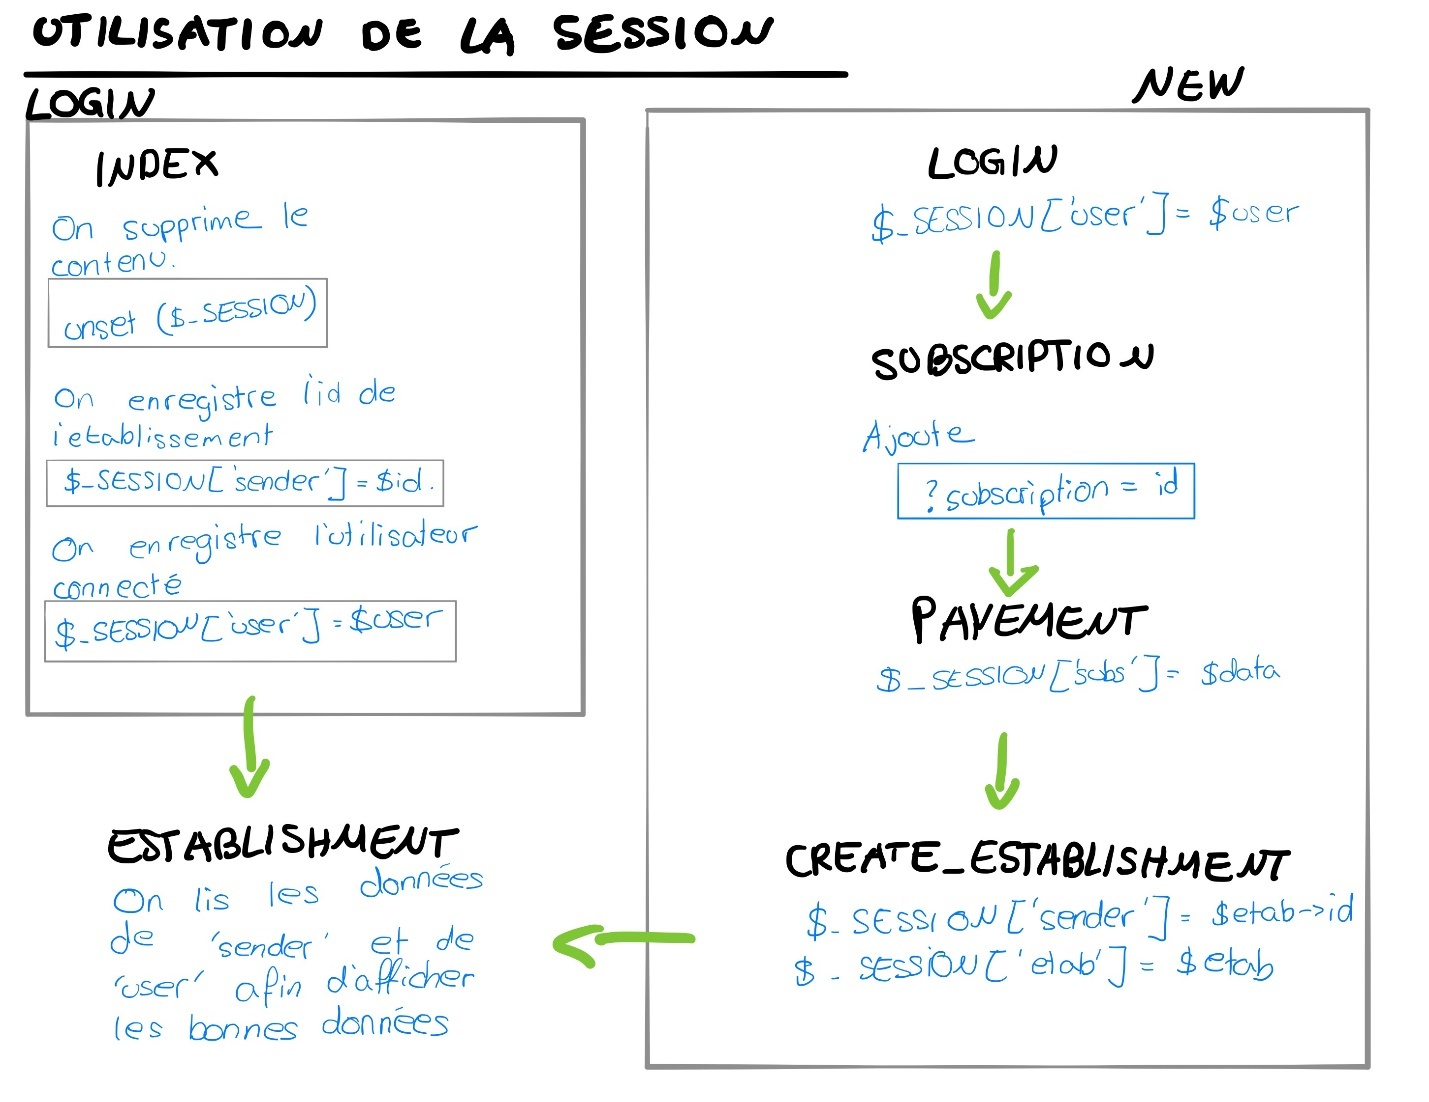 UTILISATION DE LA SESSION
LOGIN
INDEX
On supprime le
contenu.
unset ($_SESSION)
On enregistre l'id de
l'etablissement
$_SESSION['sender'] = $id.
On enregistre l'utilisateur
connecté
$_SESSION['user'] = $user
ESTABLISHMENT
On lis les données
de 'sender' et de
'user' afin d'afficher
les bonnes données
NEW
LOGIN
$_SESSION['user'] = $user
SUBSCRIPTION
Ajoute
?subscription = id
PAYEMENT
$_SESSION['subs'] = $data
CREATE_ESTABLISHMENT
$_SESSION['sender'] = $etab->id
$_SESSION['etab'] = $etab